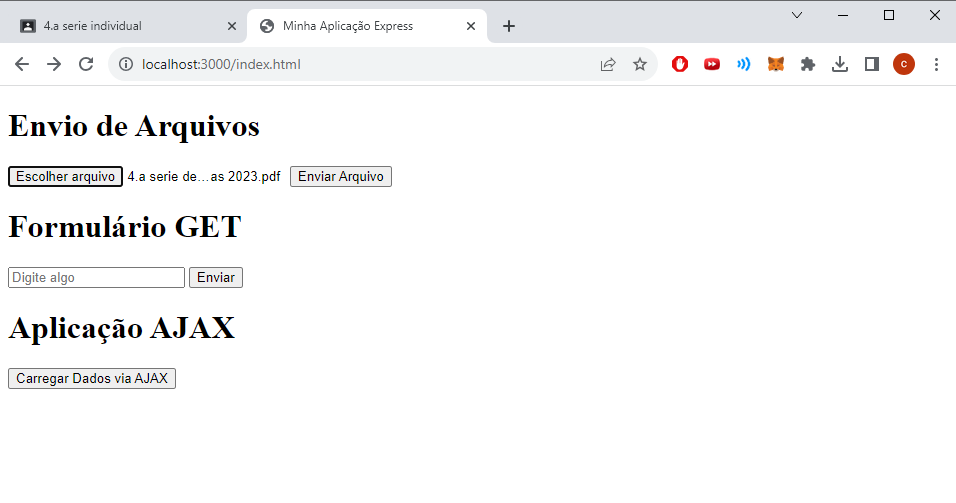 4.a serie individual
Minha Aplicação Express
localhost:3000/index.html
c
Envio de Arquivos
Escolher arquivo 4.a serie de...as 2023.pdf Enviar Arquivo
Formulário GET
Digite algo Enviar
Aplicação AJAX
Carregar Dados via AJAX